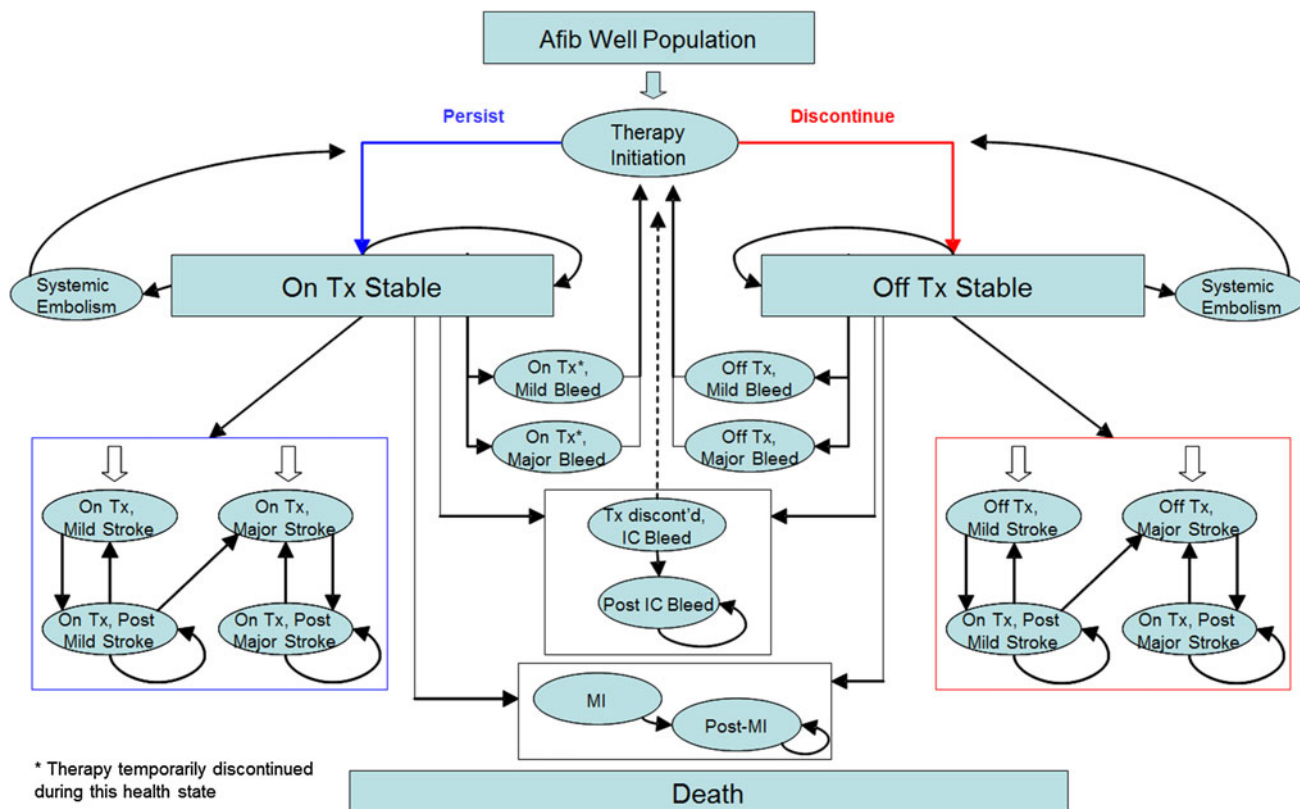 Afib Well Population
Persist
Therapy
Initiation
Discontinue
Systemic
Embolism
On Tx Stable
Off Tx Stable
Systemic
Embolism
On Tx*,
Mild Bleed
Off Tx,
Mild Bleed
On Tx*,
Major Bleed
Off Tx,
Major Bleed
On Tx,
Mild Stroke
On Tx,
Major Stroke
On Tx, Post
Mild Stroke
On Tx, Post
Major Stroke
Tx discont'd,
IC Bleed
Post IC Bleed
Off Tx,
Mild Stroke
Off Tx,
Major Stroke
On Tx, Post
Mild Stroke
On Tx, Post
Major Stroke
MI
Post-MI
* Therapy temporarily discontinued
during this health state
Death